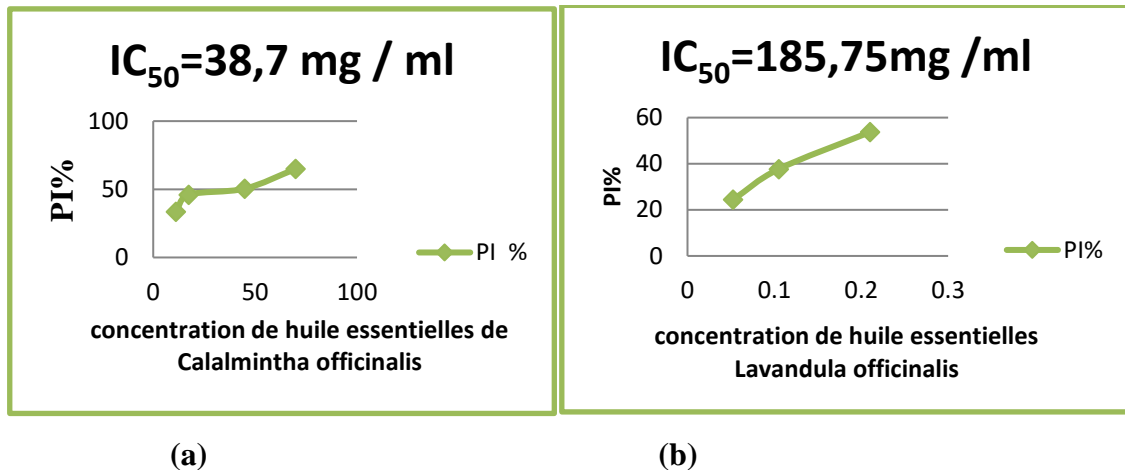 IC50=38,7 mg / ml
100
50
0
PI%
PI %
0 50 100
concentration de huile essentielles de
Calalmintha officinalis
(a)
IC50=185,75mg /ml
60
40
20
0
PI%
PI%
0 0.1 0.2 0.3
concentration de huile essentielles
Lavandula officinalis
(b)